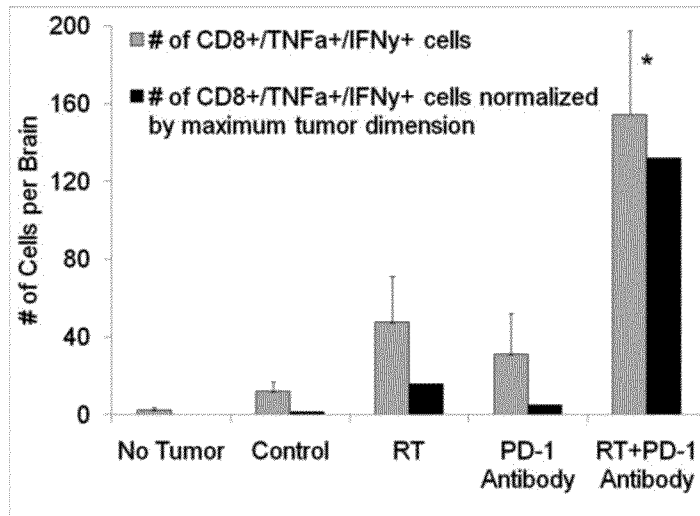 200
160
120
80
40
0
# of Cells per Brain
# of CD8+/TNFa+/IFNy+ cells
# of CD8+/TNFa+/IFNy+ cells normalized
by maximum tumor dimension
*
No Tumor
Control
RT
PD-1
Antibody
RT+PD-1
Antibody